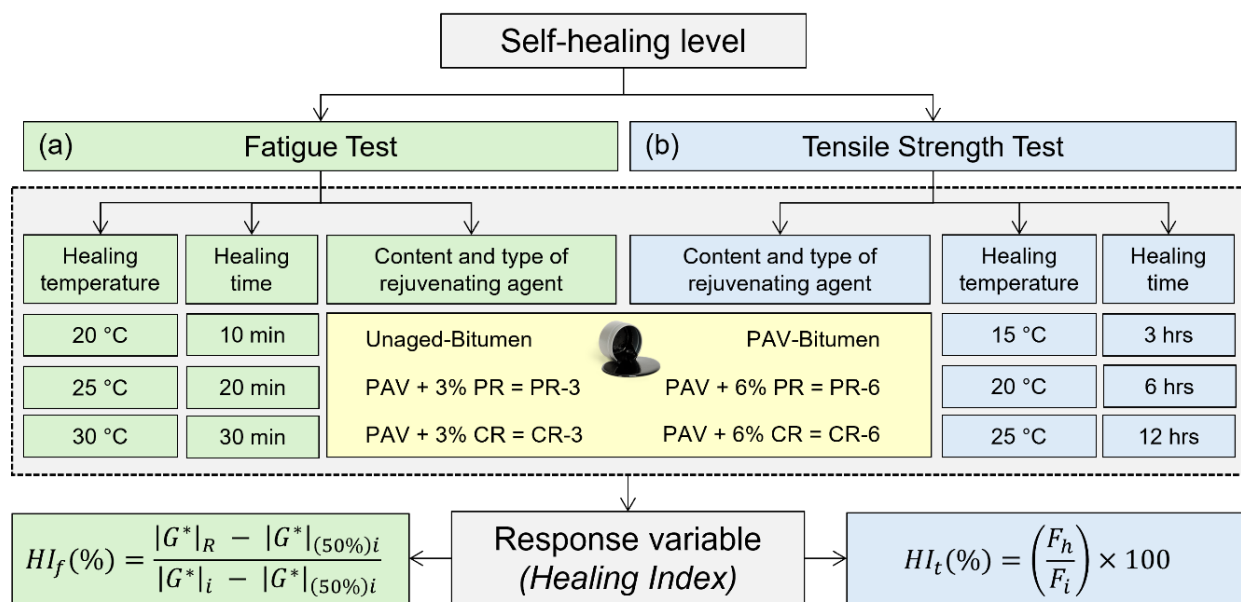 Self-healing level
(a) Fatigue Test
(b) Tensile Strength Test
Healing
temperature
Healing
time
Content and type of
rejuvenating agent
Content and type of
rejuvenating agent
Healing
temperature
Healing
time
20 °C
10 min
Unaged-Bitumen
PAV-Bitumen
15 °C
3 hrs
25 °C
20 min
PAV + 3% PR = PR-3
PAV + 6% PR = PR-6
20 °C
6 hrs
30 °C
30 min
PAV + 3% CR = CR-3
PAV + 6% CR = CR-6
25 °C
12 hrs
HI_f(%) = (|G*|_R − |G*|_(50%)i) / (|G*|_i − |G*|_(50%)i)
Response variable
(Healing Index)
HI_t(%) = (F_h / F_i) × 100